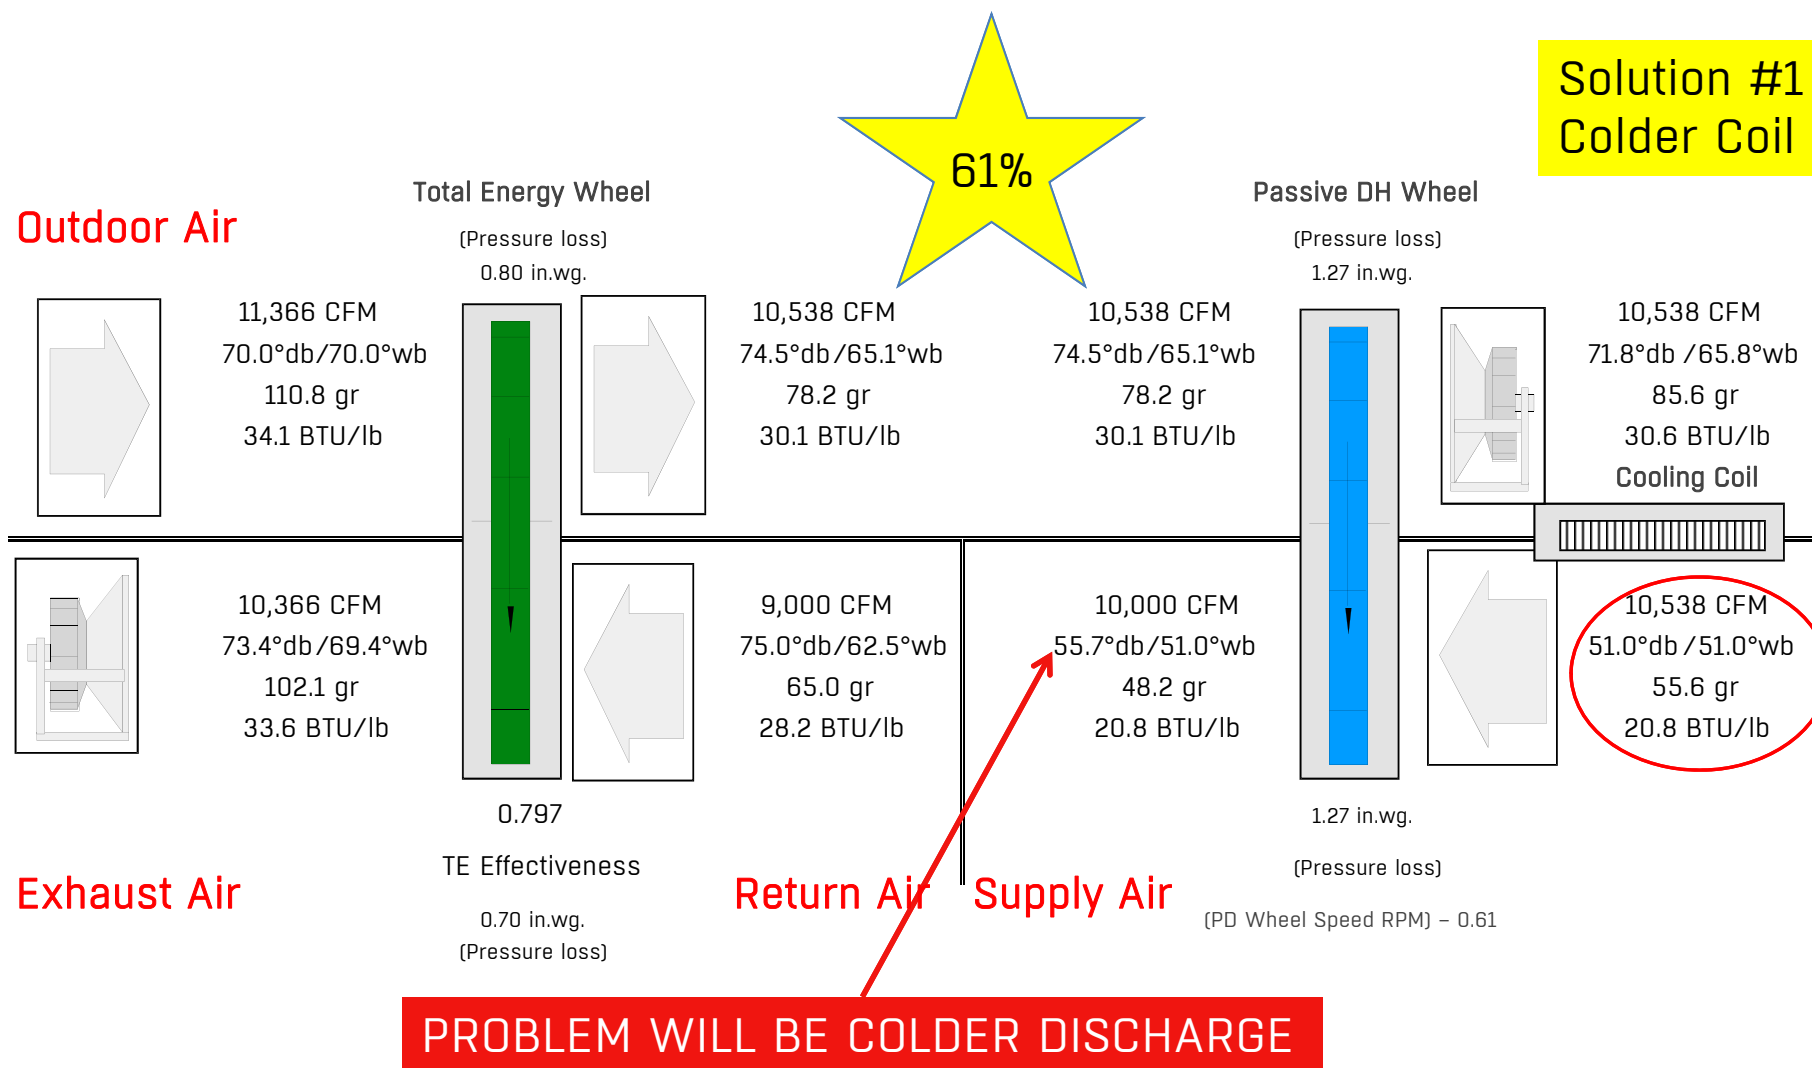 Solution #1
Colder Coil
61%
Total Energy Wheel
Passive DH Wheel
Outdoor Air
(Pressure loss)
0.80 in.wg.
(Pressure loss)
1.27 in.wg.
11,366 CFM
70.0°db/70.0°wb
110.8 gr
34.1 BTU/lb
10,538 CFM
74.5°db/65.1°wb
78.2 gr
30.1 BTU/lb
10,538 CFM
74.5°db/65.1°wb
78.2 gr
30.1 BTU/lb
10,538 CFM
71.8°db/65.8°wb
85.6 gr
30.6 BTU/lb
Cooling Coil
10,366 CFM
73.4°db/69.4°wb
102.1 gr
33.6 BTU/lb
9,000 CFM
75.0°db/62.5°wb
65.0 gr
28.2 BTU/lb
10,000 CFM
55.7°db/51.0°wb
48.2 gr
20.8 BTU/lb
10,538 CFM
51.0°db/51.0°wb
55.6 gr
20.8 BTU/lb
0.797
TE Effectiveness
0.70 in.wg.
(Pressure loss)
1.27 in.wg.
(Pressure loss)
(PD Wheel Speed RPM) – 0.61
Exhaust Air
Return Air
Supply Air
PROBLEM WILL BE COLDER DISCHARGE